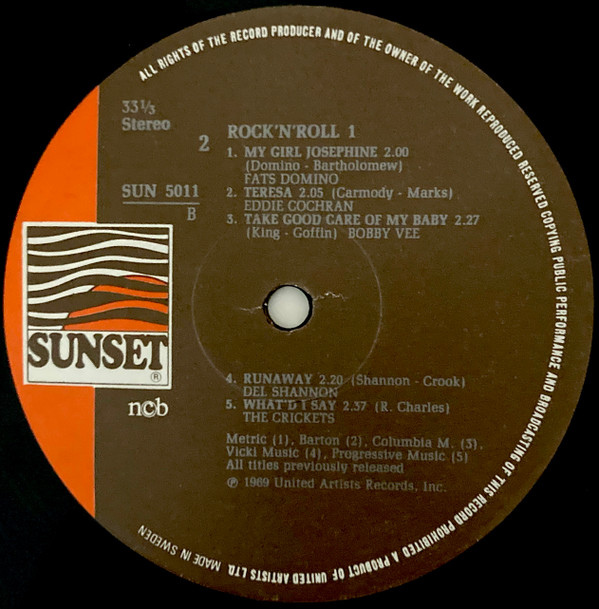 ALL RIGHTS OF THE RECORD PRODUCER AND OF THE OWNER OF THE WORK REPRODUCED RESERVED COPYING PUBLIC PERFORMANCE AND BROADCASTING OF THIS RECORD PROHIBITED A PRODUCT OF UNITED ARTISTS LTD. MADE IN SWEDEN
33⅓
Stereo
2
SUN 5011
B
ROCK'N'ROLL 1
1. MY GIRL JOSEPHINE 2.00
(Domino - Bartholomew)
FATS DOMINO
2. TERESA 2.05 (Carmody - Marks)
EDDIE COCHRAN
3. TAKE GOOD CARE OF MY BABY 2.27
(King - Goffin) BOBBY VEE
SUNSET
®
ncb
4. RUNAWAY 2.20 (Shannon - Crook)
DEL SHANNON
5. WHAT'D I SAY 2.37 (R. Charles)
THE CRICKETS
Metric (1), Barton (2), Columbia M. (3).
Vicki Music (4), Progressive Music (5)
All titles previously released
℗ 1969 United Artists Records, Inc.